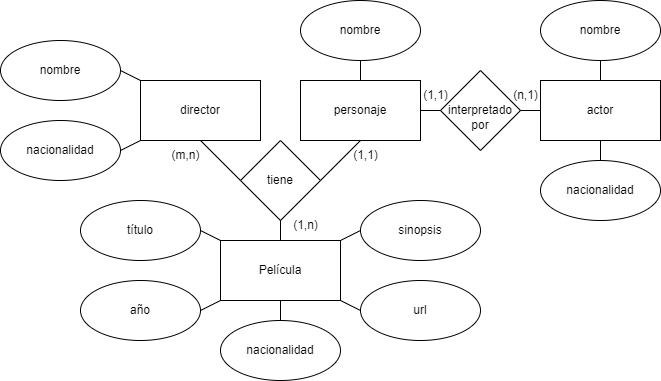 nombre
nombre
nombre
director
personaje
(1,1)
interpretado
por
(n,1)
actor
nacionalidad
(m,n)
(1,1)
tiene
nacionalidad
título
(1,n)
sinopsis
Película
año
url
nacionalidad